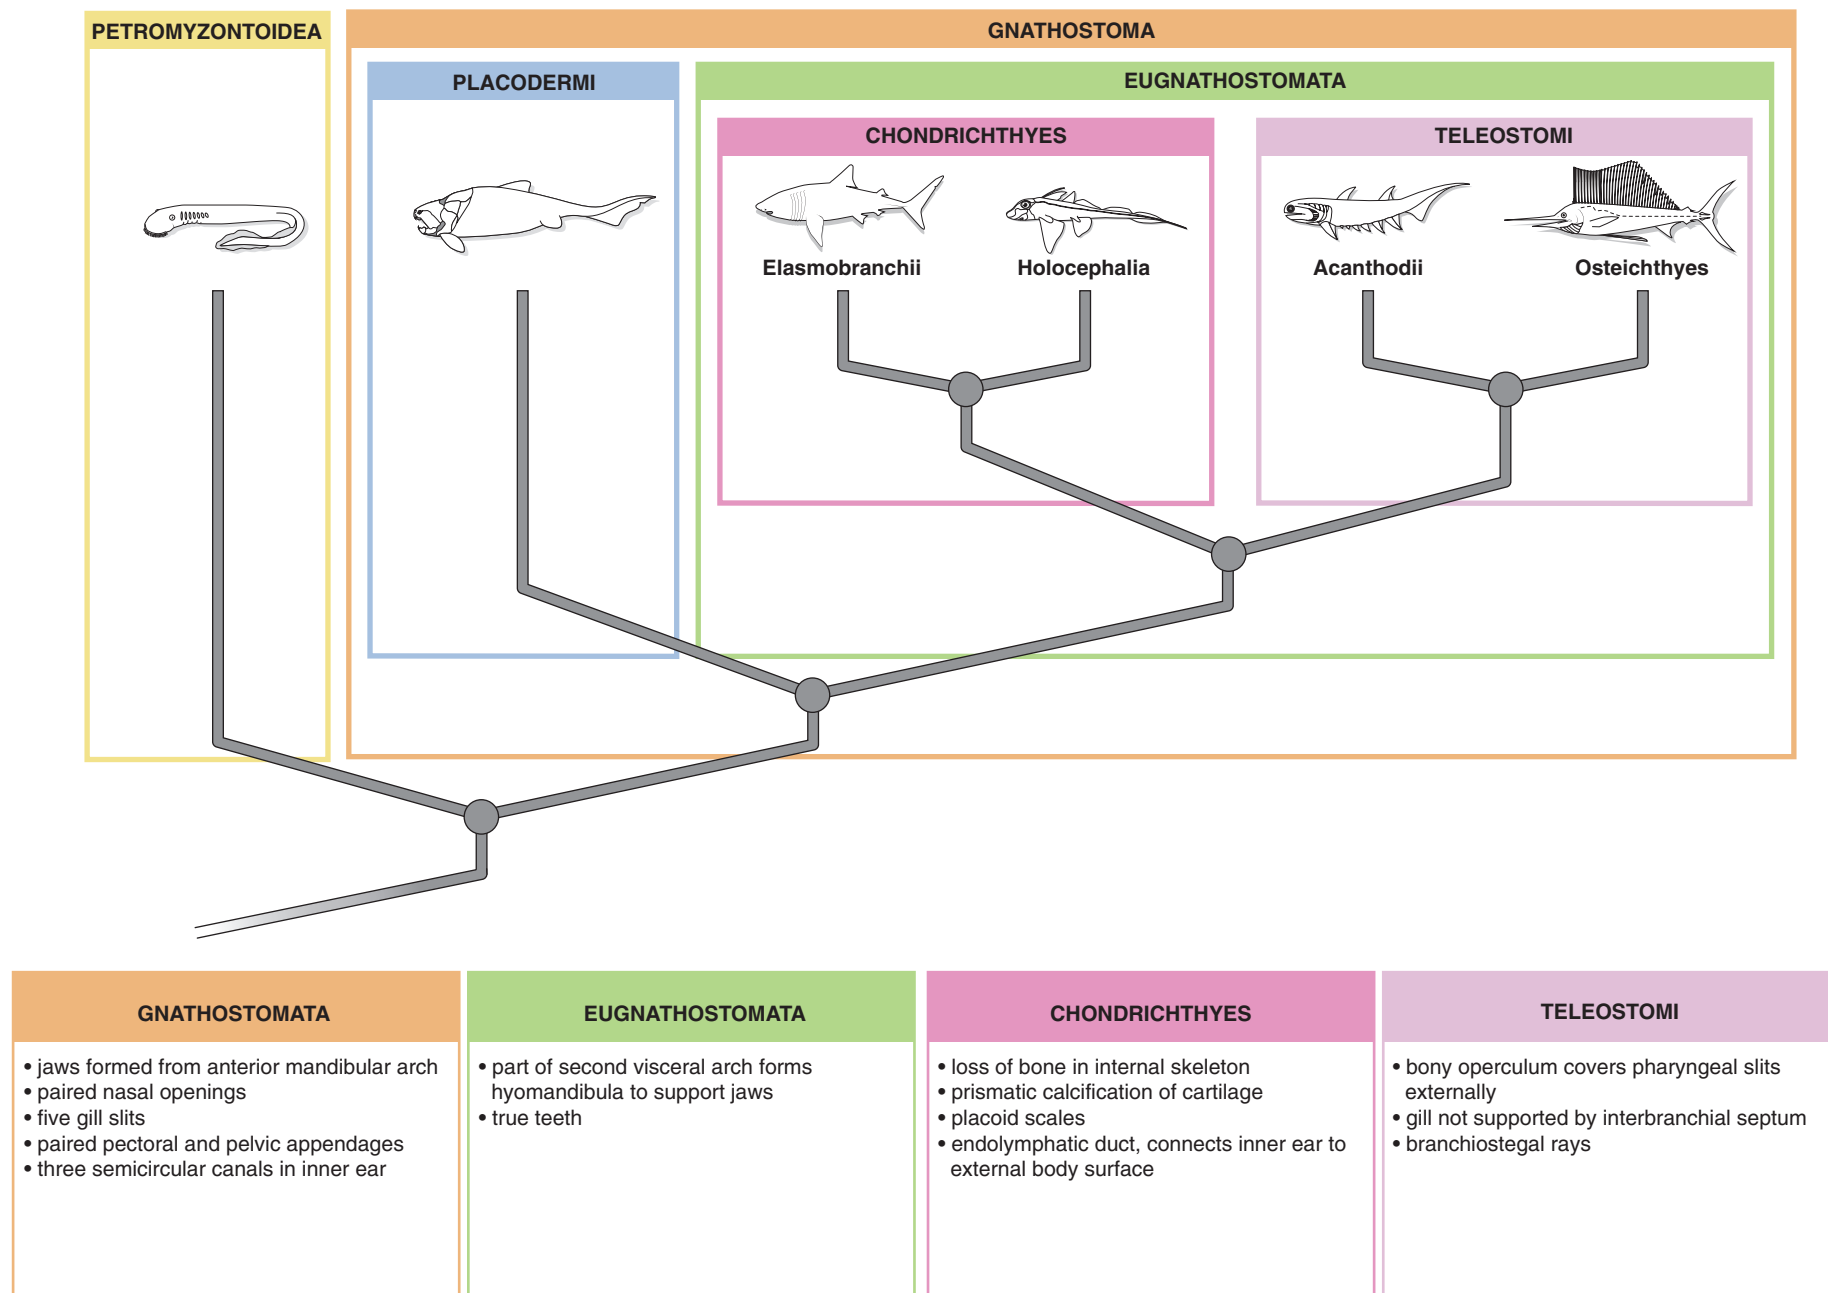 PETROMYZONTOIDEA
GNATHOSTOMA
PLACODERMI
EUGNATHOSTOMATA
CHONDRICHTHYES
TELEOSTOMI
Elasmobranchii
Holocephalia
Acanthodii
Osteichthyes
GNATHOSTOMATA
• jaws formed from anterior mandibular arch
• paired nasal openings
• five gill slits
• paired pectoral and pelvic appendages
• three semicircular canals in inner ear
EUGNATHOSTOMATA
• part of second visceral arch forms
hyomandibula to support jaws
• true teeth
CHONDRICHTHYES
• loss of bone in internal skeleton
• prismatic calcification of cartilage
• placoid scales
• endolymphatic duct, connects inner ear to
external body surface
TELEOSTOMI
• bony operculum covers pharyngeal slits
externally
• gill not supported by interbranchial septum
• branchiostegal rays